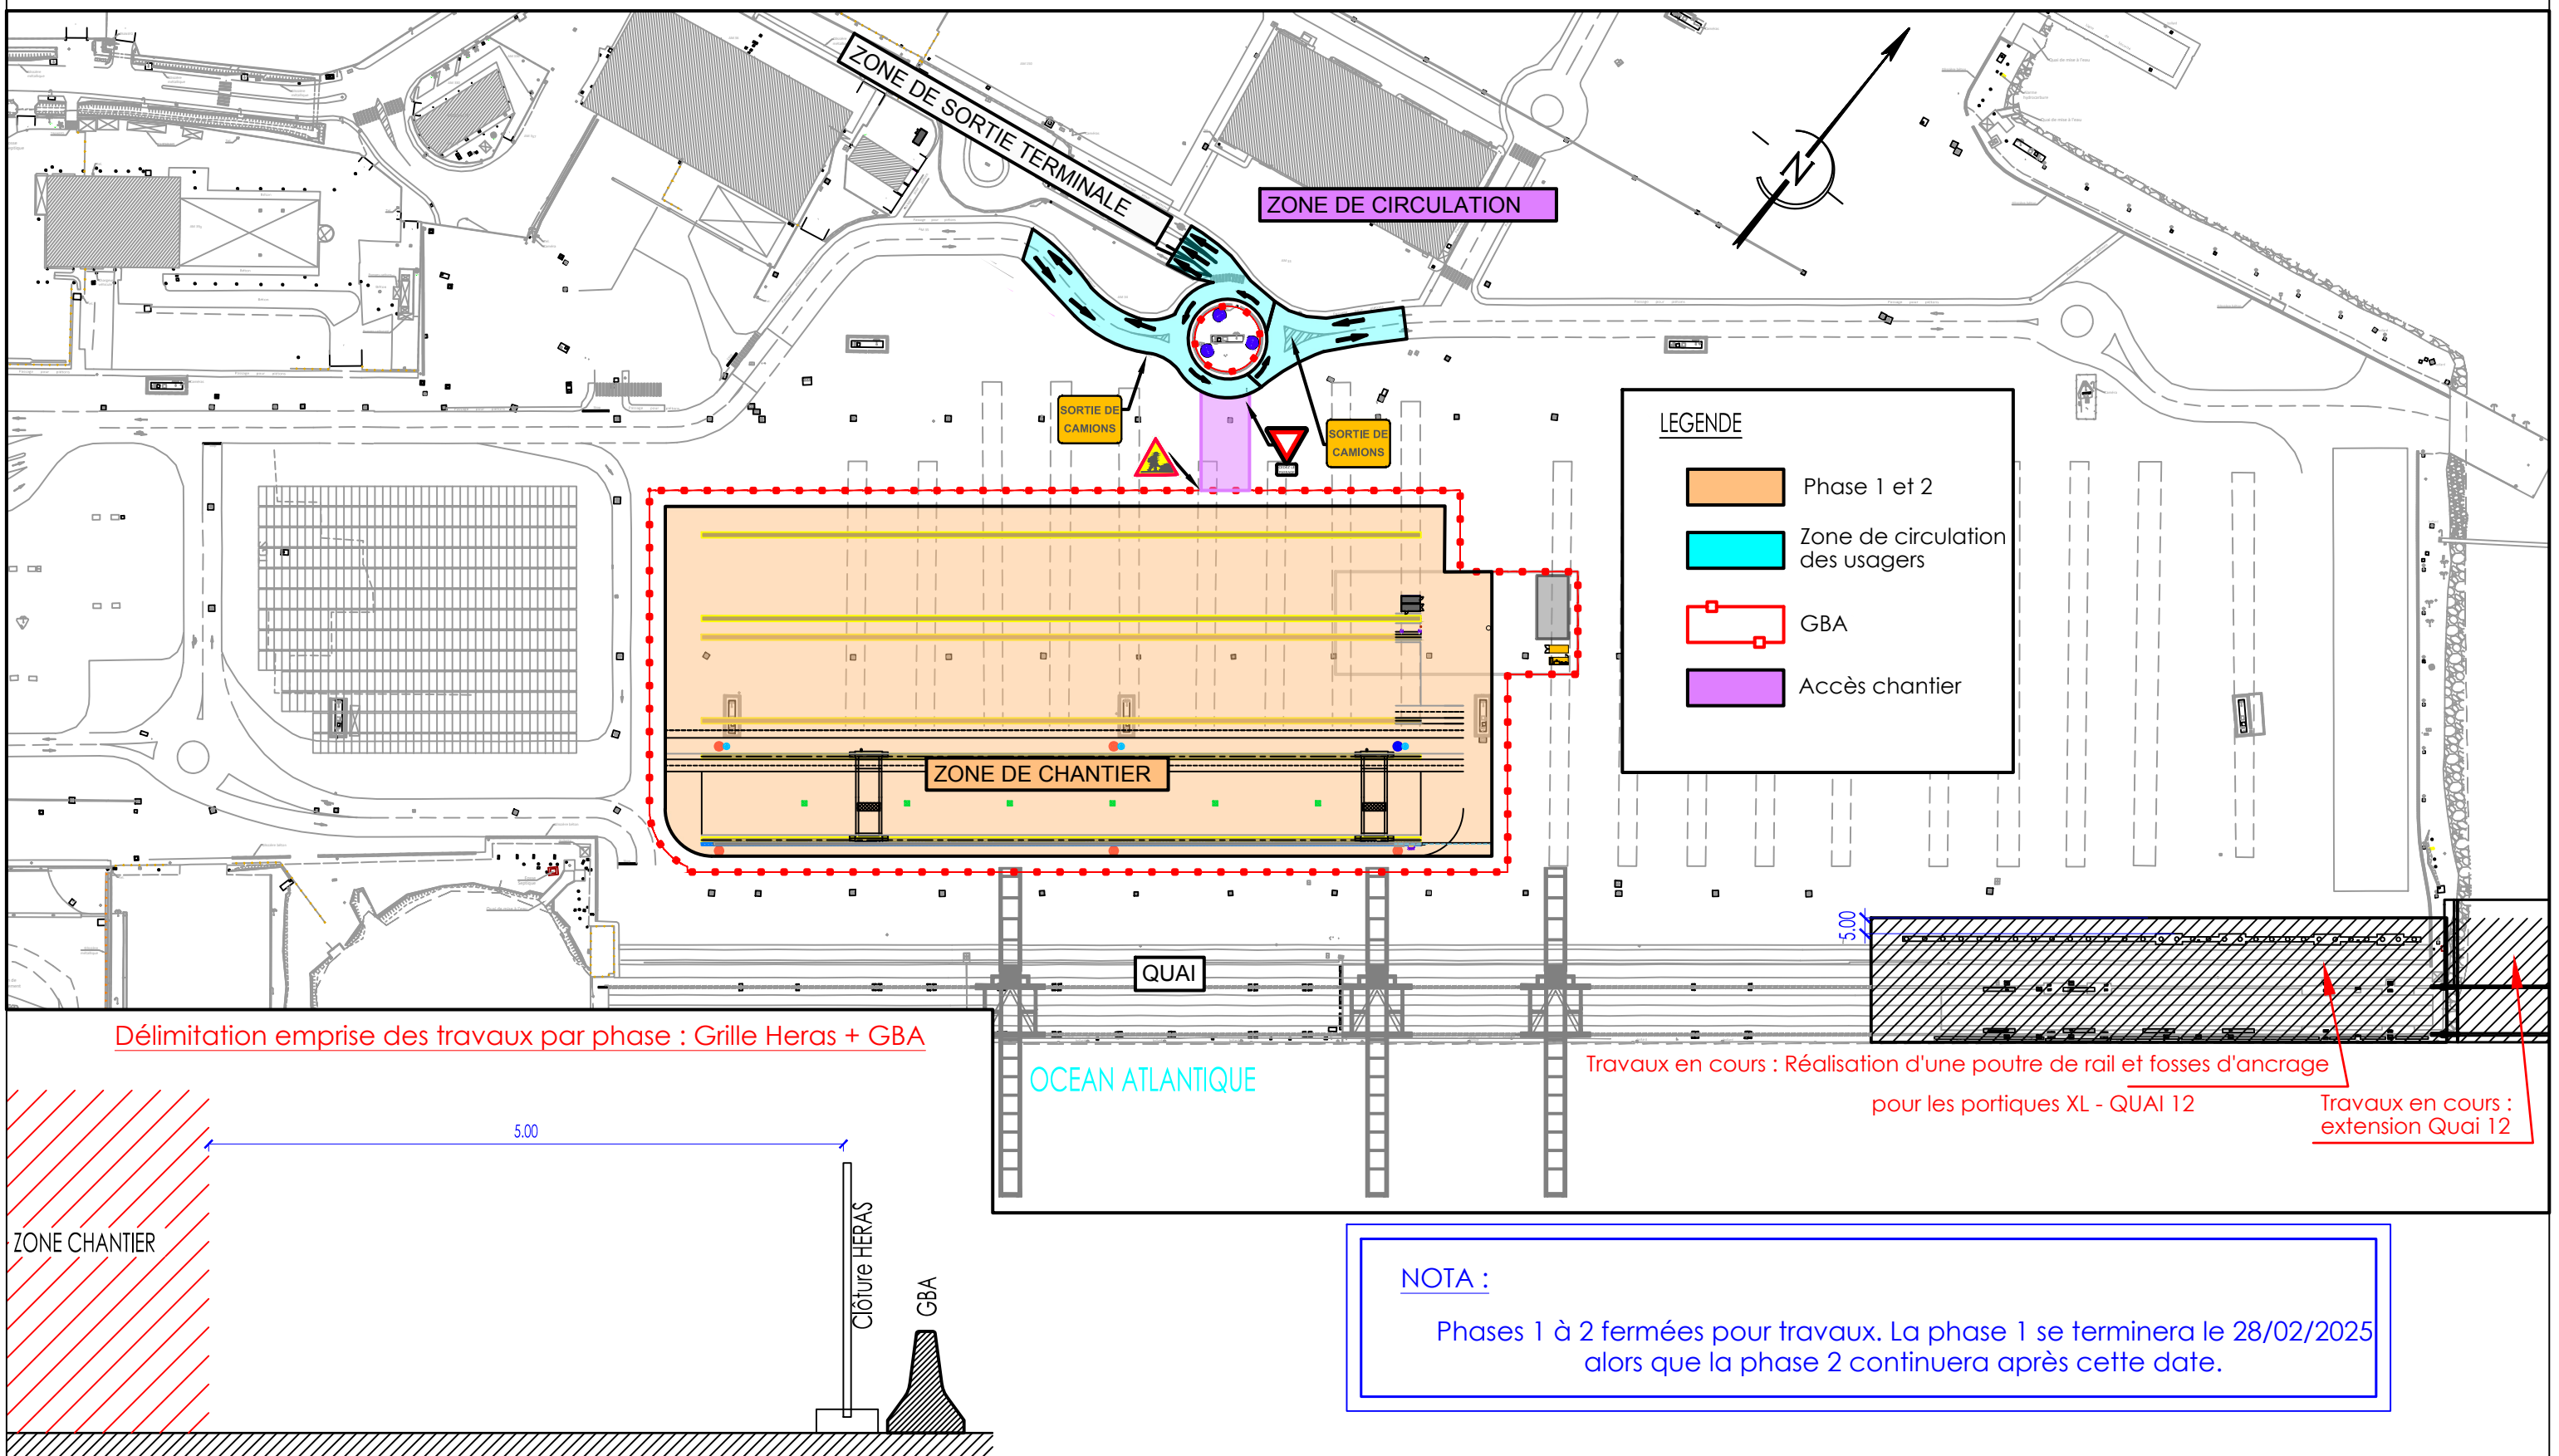 ZONE DE SORTIE TERMINALE
ZONE DE CIRCULATION
N
SORTIE DE
CAMIONS
SORTIE DE
CAMIONS
LEGENDE
Phase 1 et 2
Zone de circulation
des usagers
GBA
Accès chantier
ZONE DE CHANTIER
5.00
QUAI
Délimitation emprise des travaux par phase : Grille Heras + GBA
OCEAN ATLANTIQUE
Travaux en cours : Réalisation d'une poutre de rail et fosses d'ancrage
pour les portiques XL - QUAI 12
Travaux en cours :
extension Quai 12
5.00
ZONE CHANTIER
Clôture HERAS
GBA
NOTA :
Phases 1 à 2 fermées pour travaux. La phase 1 se terminera le 28/02/2025
alors que la phase 2 continuera après cette date.